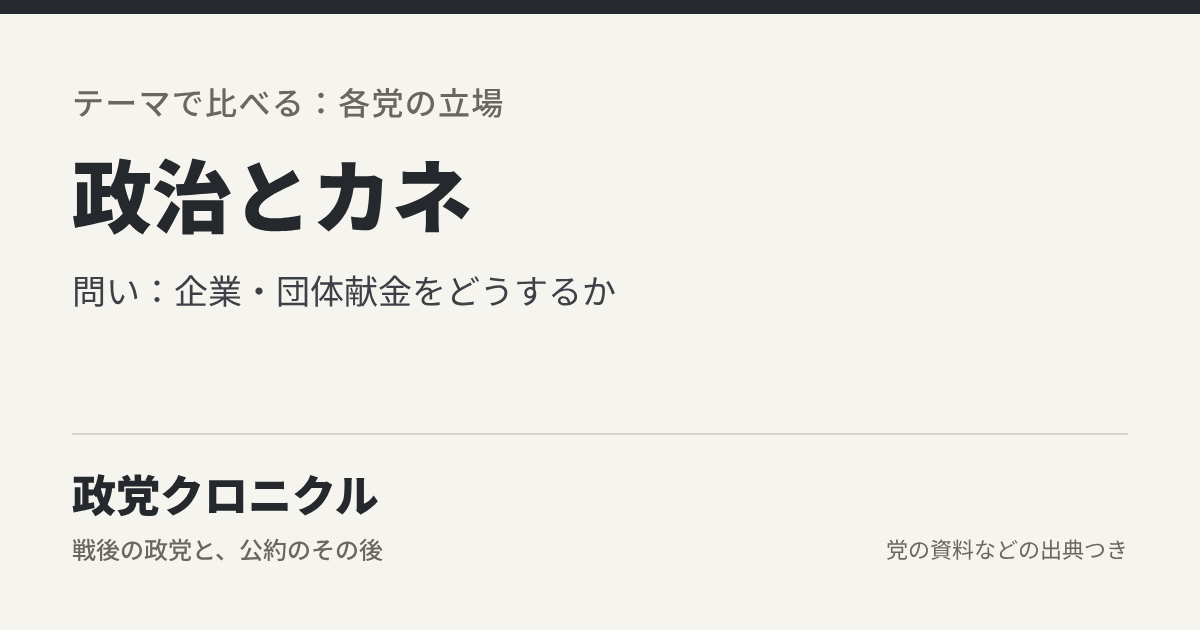 テーマで比べる：各党の立場
政治とカネ
問い：企業・団体献金をどうするか
政党クロニクル
戦後の政党と、公約のその後
党の資料などの出典つき